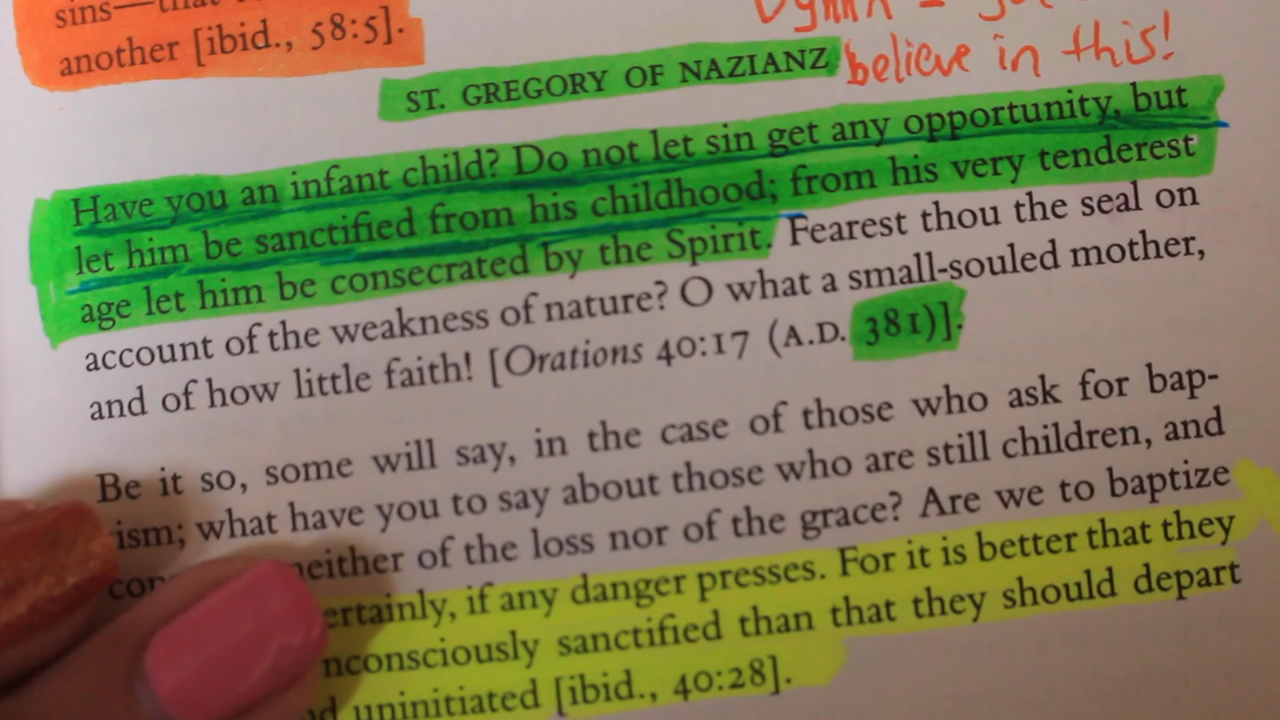 sins—that
another [ibid., 58:5].
believe in this!
ST. GREGORY OF NAZIANZ
Have you an infant child? Do not let sin get any opportunity, but
let him be sanctified from his childhood; from his very tenderest
age let him be consecrated by the Spirit. Fearest thou the seal on
account of the weakness of nature? O what a small-souled mother,
and of how little faith! [Orations 40:17 (A.D. 381)].
Be it so, some will say, in the case of those who ask for bap-
ism; what have you to say about those who are still children, and
con neither of the loss nor of the grace? Are we to baptize
ertainly, if any danger presses. For it is better that they
nconsciously sanctified than that they should depart
d uninitiated [ibid., 40:28].